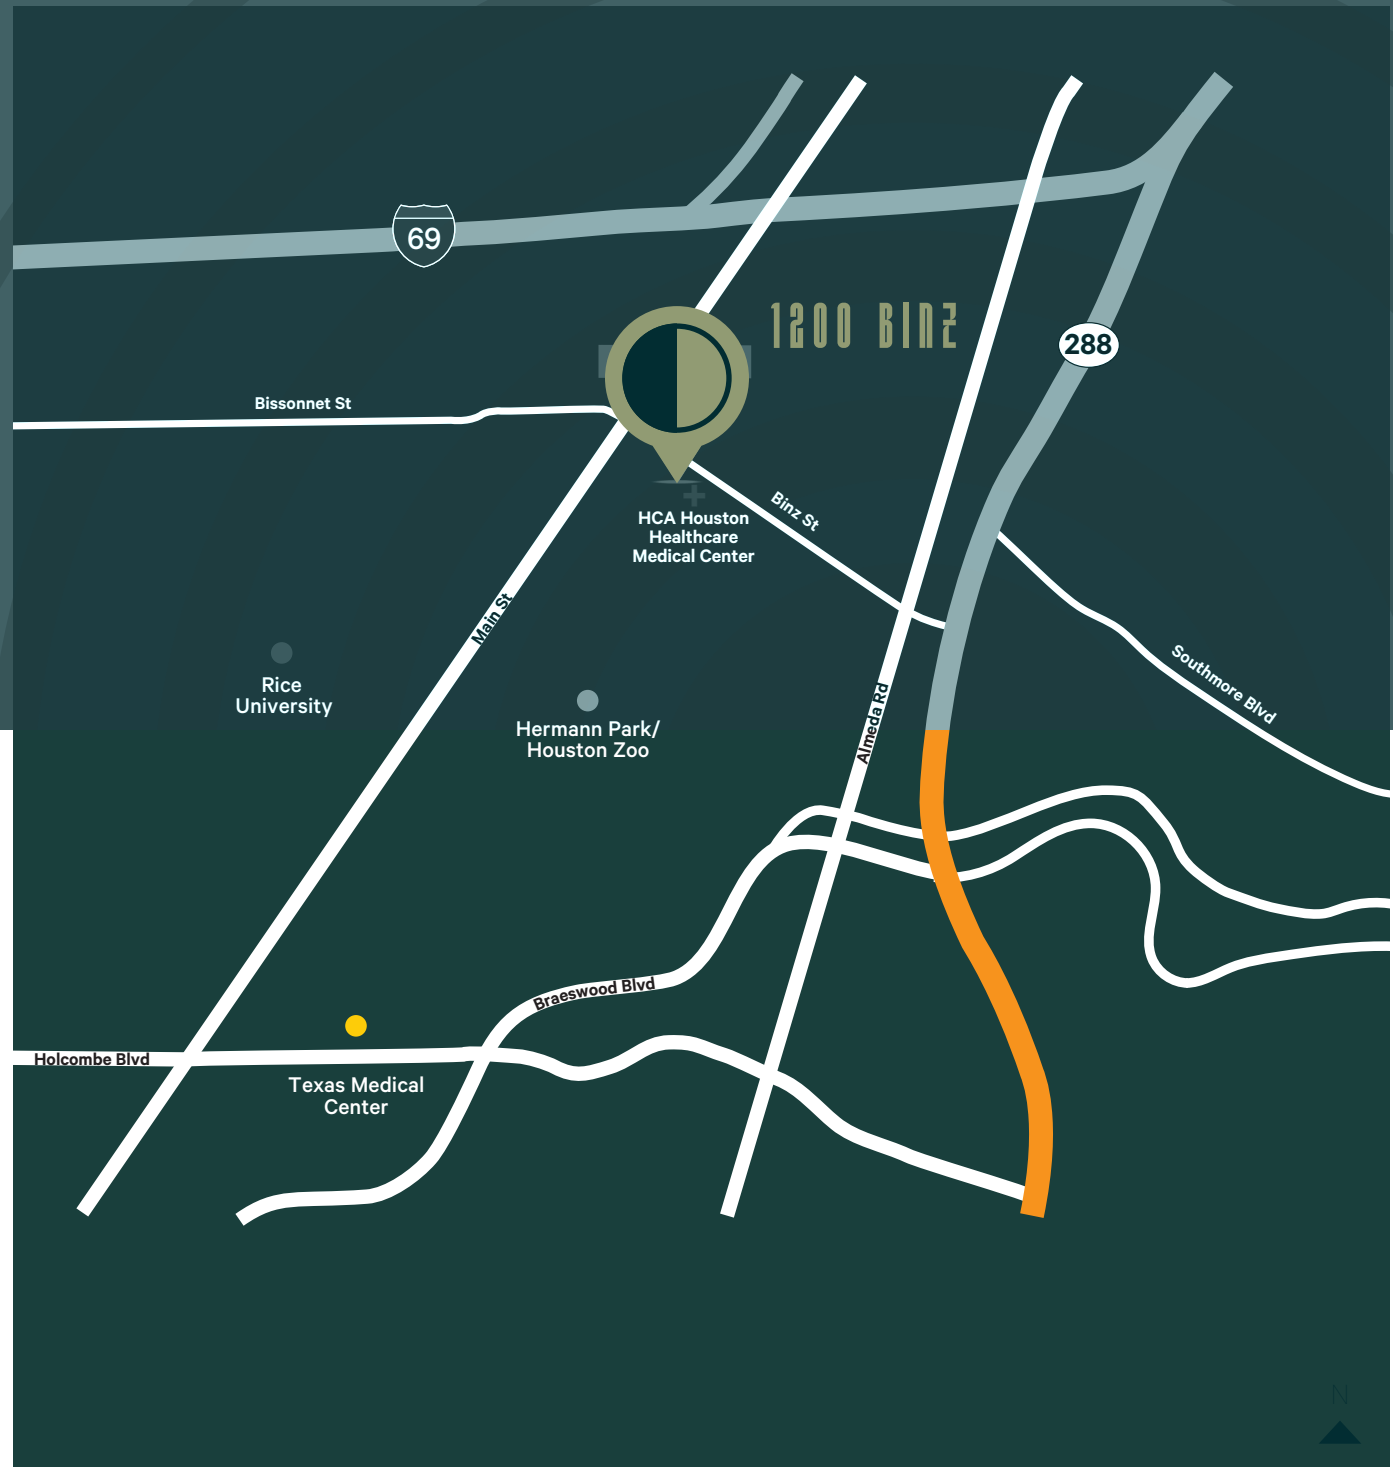 69
1200 BINZ
288
Bissonnet St
Binz St
HCA Houston
Healthcare
Medical Center
Main St
Southmore Blvd
Rice
University
Almeda Rd
Hermann Park/
Houston Zoo
Braeswood Blvd
Holcombe Blvd
Texas Medical
Center
N